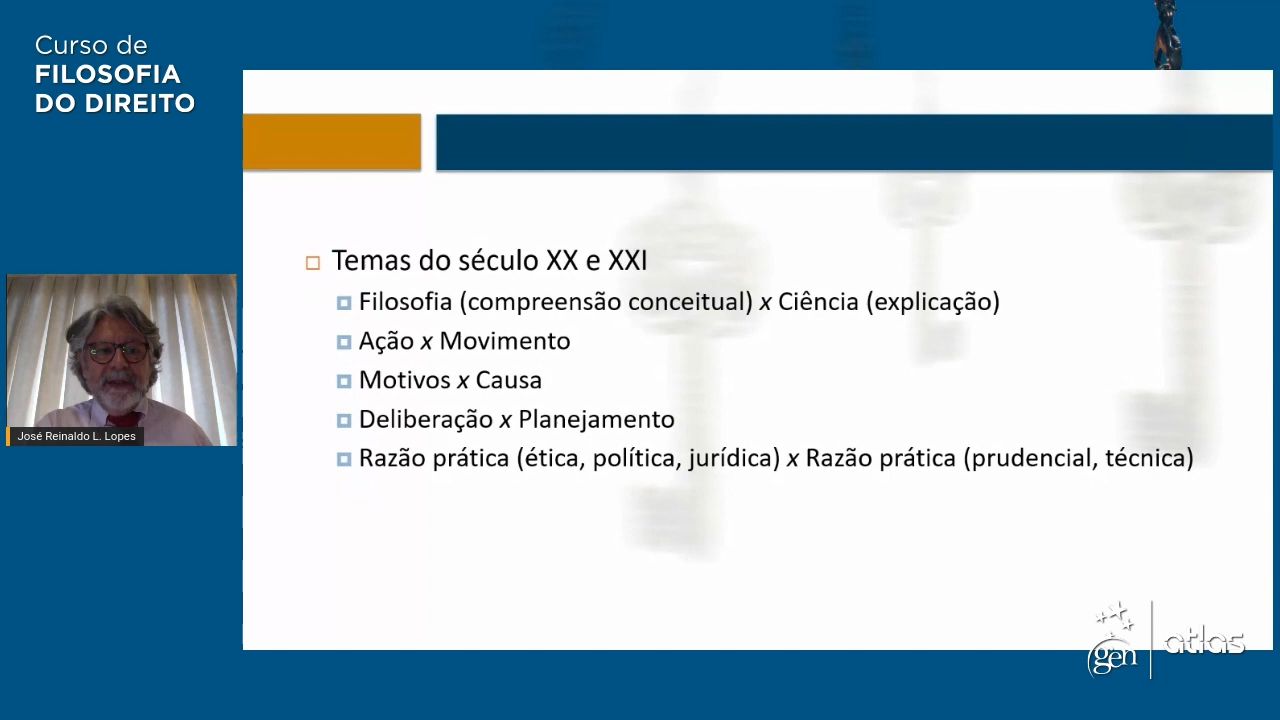 Curso de
FILOSOFIA
DO DIREITO
Temas do século XX e XXI
Filosofia (compreensão conceitual) x Ciência (explicação)
Ação x Movimento
Motivos x Causa
Deliberação x Planejamento
Razão prática (ética, política, jurídica) x Razão prática (prudencial, técnica)
José Reinaldo L. Lopes
gen
atlas